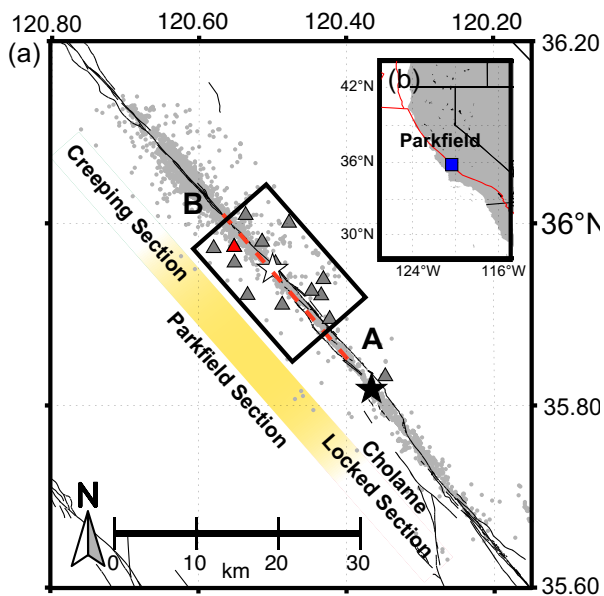 120.80 120.60 120.40 120.20
(a)
36.20
(b)
42°N
Parkfield
36°N
30°N
124°W 116°W
Creeping Section
B
36°N
Parkfield Section
A
35.80
Cholame
Locked Section
N
0 10 20 30
km
35.60